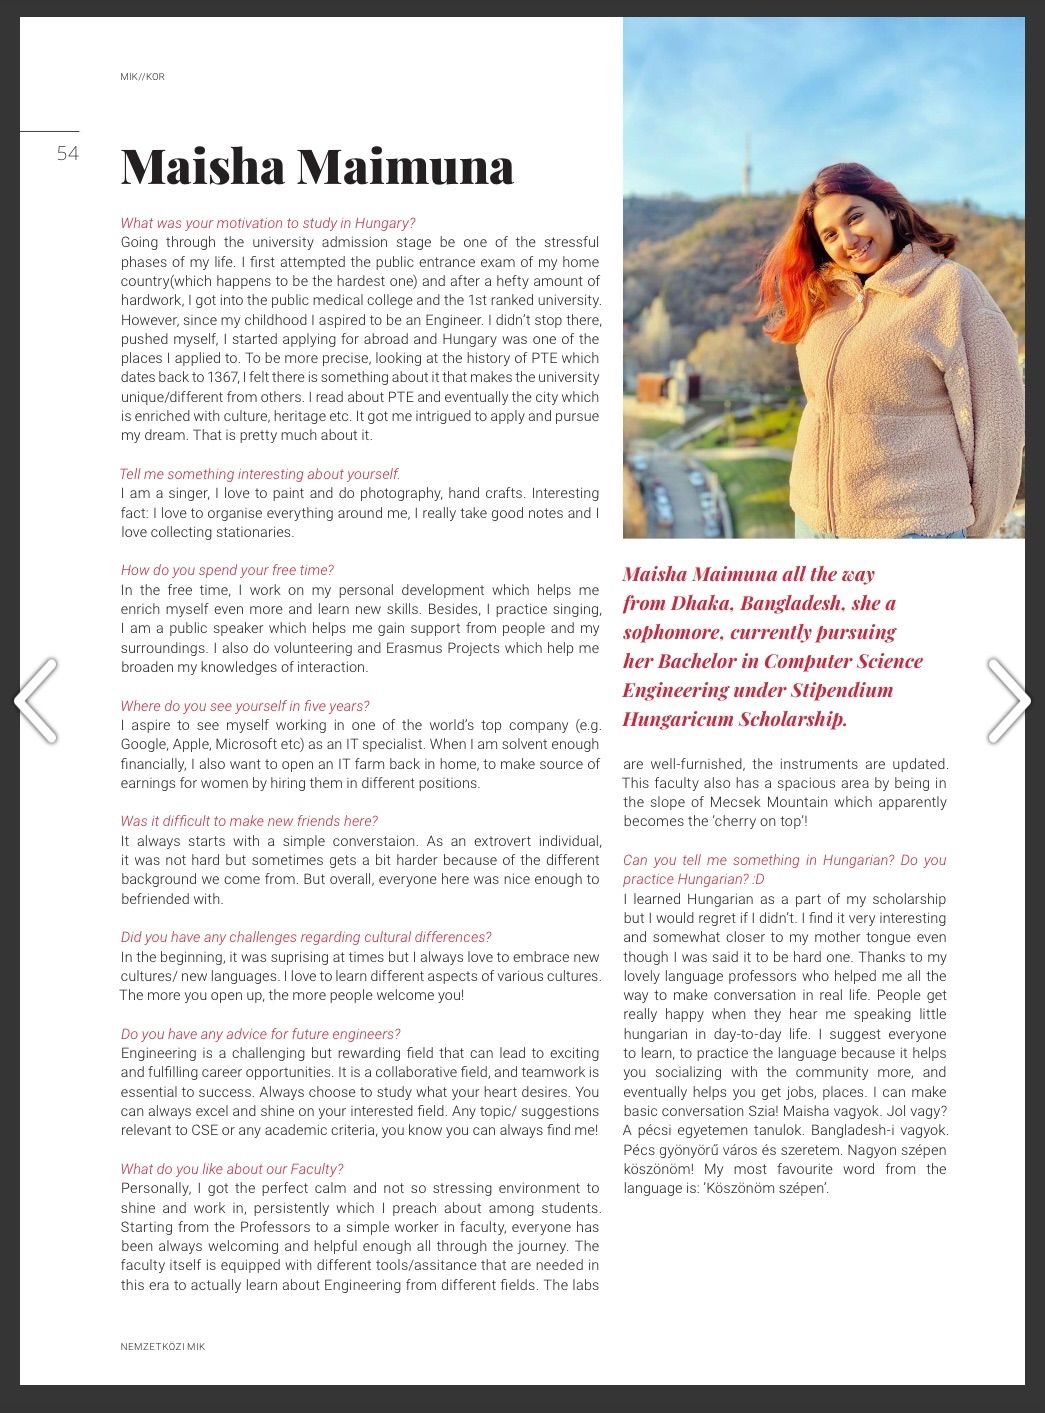 MIK//KOR
54
Maisha Maimuna
What was your motivation to study in Hungary?
Going through the university admission stage be one of the stressful
phases of my life. I first attempted the public entrance exam of my home
country(which happens to be the hardest one) and after a hefty amount of
hardwork, I got into the public medical college and the 1st ranked university.
However, since my childhood I aspired to be an Engineer. I didn't stop there,
pushed myself, I started applying for abroad and Hungary was one of the
places I applied to. To be more precise, looking at the history of PTE which
dates back to 1367, I felt there is something about it that makes the university
unique/different from others. I read about PTE and eventually the city which
is enriched with culture, heritage etc. It got me intrigued to apply and pursue
my dream. That is pretty much about it.
Tell me something interesting about yourself.
I am a singer, I love to paint and do photography, hand crafts. Interesting
fact: I love to organise everything around me, I really take good notes and I
love collecting stationaries.
How do you spend your free time?
In the free time, I work on my personal development which helps me
enrich myself even more and learn new skills. Besides, I practice singing,
I am a public speaker which helps me gain support from people and my
surroundings. I also do volunteering and Erasmus Projects which help me
broaden my knowledges of interaction.
Where do you see yourself in five years?
I aspire to see myself working in one of the world's top company (e.g.
Google, Apple, Microsoft etc) as an IT specialist. When I am solvent enough
financially, I also want to open an IT farm back in home, to make source of
earnings for women by hiring them in different positions.
Was it difficult to make new friends here?
It always starts with a simple converstaion. As an extrovert individual,
it was not hard but sometimes gets a bit harder because of the different
background we come from. But overall, everyone here was nice enough to
befriended with.
Did you have any challenges regarding cultural differences?
In the beginning, it was suprising at times but I always love to embrace new
cultures/ new languages. I love to learn different aspects of various cultures.
The more you open up, the more people welcome you!
Do you have any advice for future engineers?
Engineering is a challenging but rewarding field that can lead to exciting
and fulfilling career opportunities. It is a collaborative field, and teamwork is
essential to success. Always choose to study what your heart desires. You
can always excel and shine on your interested field. Any topic/ suggestions
relevant to CSE or any academic criteria, you know you can always find me!
What do you like about our Faculty?
Personally, I got the perfect calm and not so stressing environment to
shine and work in, persistently which I preach about among students.
Starting from the Professors to a simple worker in faculty, everyone has
been always welcoming and helpful enough all through the journey. The
faculty itself is equipped with different tools/assitance that are needed in
this era to actually learn about Engineering from different fields. The labs
Maisha Maimuna all the way
from Dhaka, Bangladesh, she a
sophomore, currently pursuing
her Bachelor in Computer Science
Engineering under Stipendium
Hungaricum Scholarship.
are well-furnished, the instruments are updated.
This faculty also has a spacious area by being in
the slope of Mecsek Mountain which apparently
becomes the 'cherry on top'!
Can you tell me something in Hungarian? Do you
practice Hungarian? :D
I learned Hungarian as a part of my scholarship
but I would regret if I didn't. I find it very interesting
and somewhat closer to my mother tongue even
though I was said it to be hard one. Thanks to my
lovely language professors who helped me all the
way to make conversation in real life. People get
really happy when they hear me speaking little
hungarian in day-to-day life. I suggest everyone
to learn, to practice the language because it helps
you socializing with the community more, and
eventually helps you get jobs, places. I can make
basic conversation Szia! Maisha vagyok. Jol vagy?
A pécsi egyetemen tanulok. Bangladesh-i vagyok.
Pécs gyönyörű város és szeretem. Nagyon szépen
köszönöm! My most favourite word from the
language is: 'Köszönöm szépen'.
NEMZETKÖZI MIK